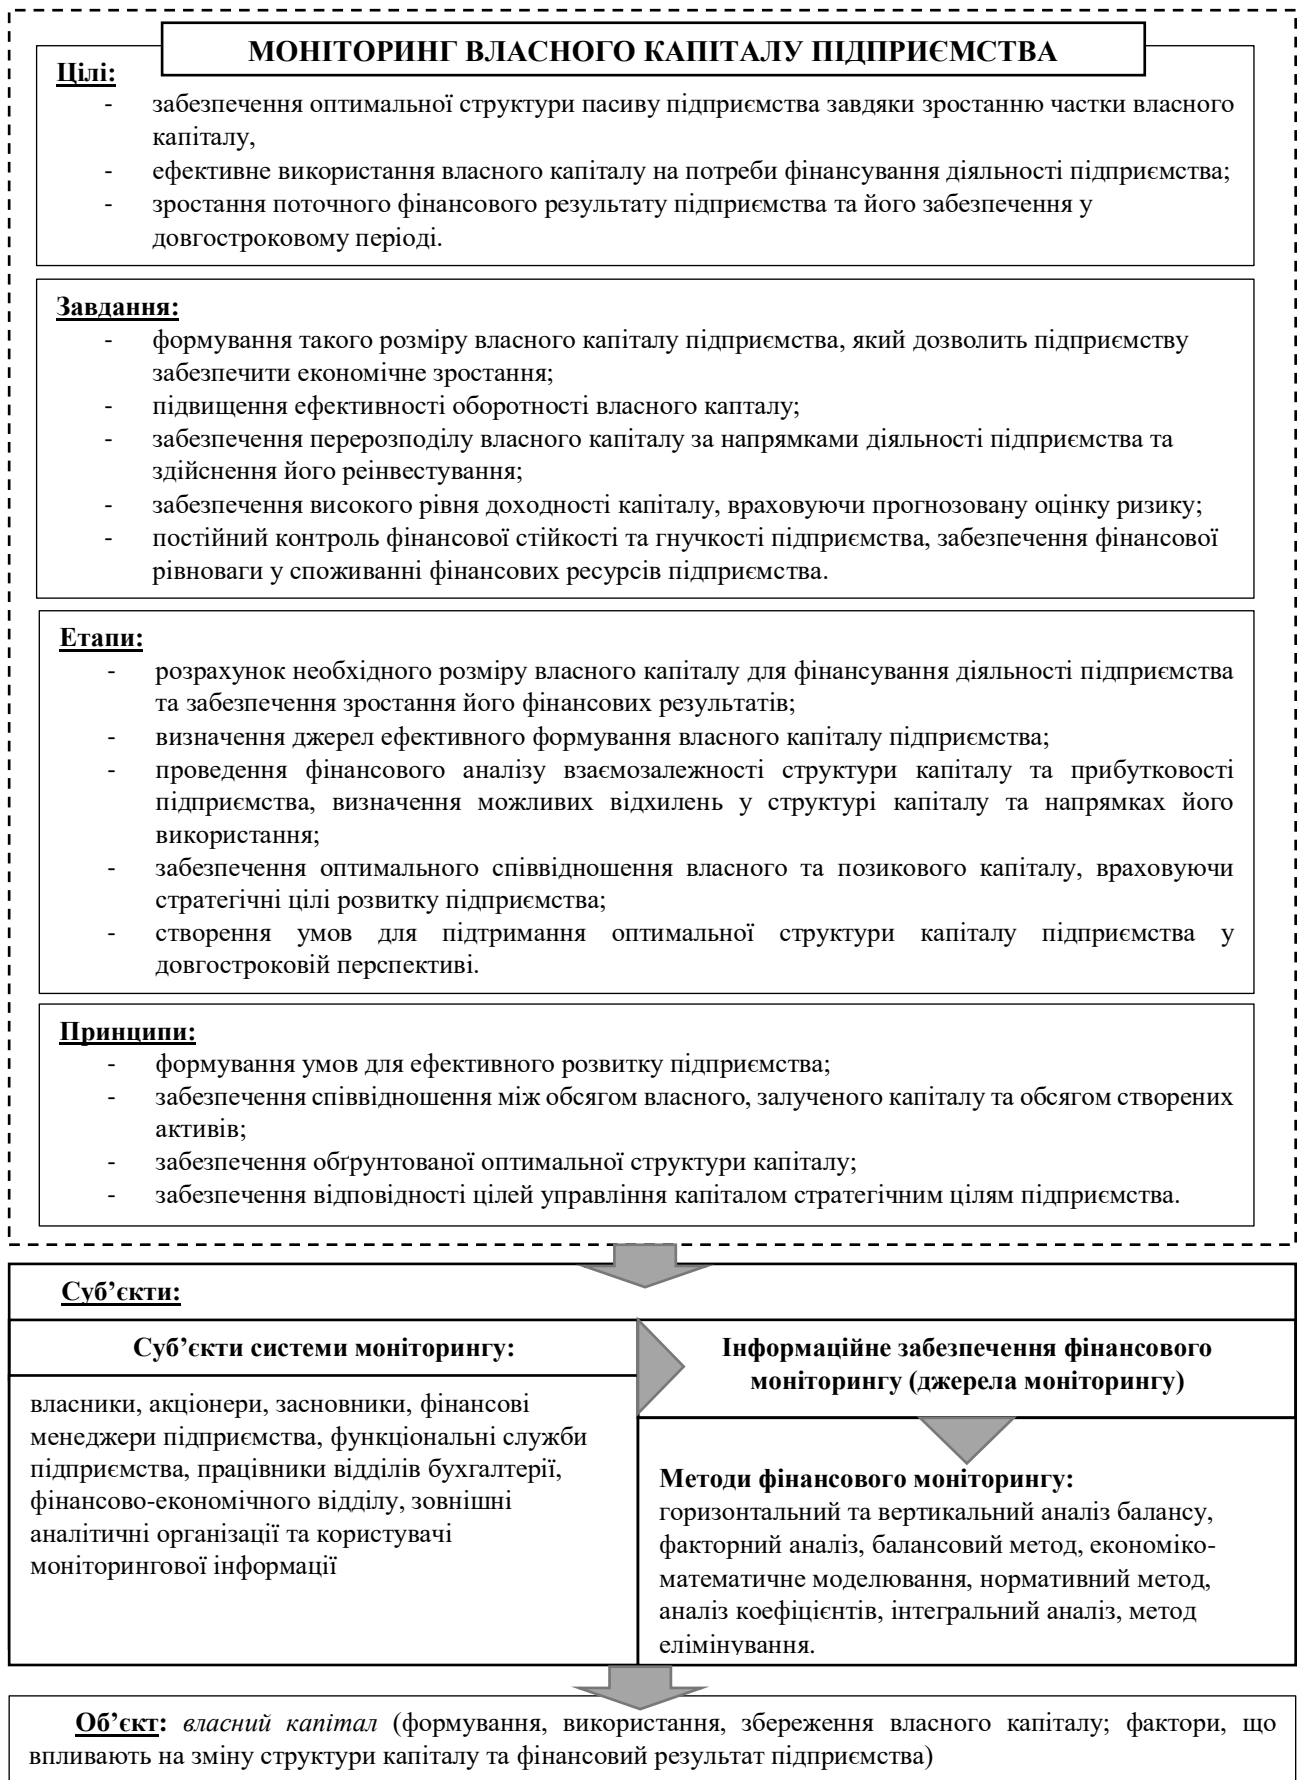 МОНІТОРИНГ ВЛАСНОГО КАПІТАЛУ ПІДПРИЄМСТВА
Цілі:
- забезпечення оптимальної структури пасиву підприємства завдяки зростанню частки власного
капіталу,
- ефективне використання власного капіталу на потреби фінансування діяльності підприємства;
- зростання поточного фінансового результату підприємства та його забезпечення у
довгостроковому періоді.
Завдання:
- формування такого розміру власного капіталу підприємства, який дозволить підприємству
забезпечити економічне зростання;
- підвищення ефективності оборотності власного капталу;
- забезпечення перерозподілу власного капіталу за напрямками діяльності підприємства та
здійснення його реінвестування;
- забезпечення високого рівня доходності капіталу, враховуючи прогнозовану оцінку ризику;
- постійний контроль фінансової стійкості та гнучкості підприємства, забезпечення фінансової
рівноваги у споживанні фінансових ресурсів підприємства.
Етапи:
- розрахунок необхідного розміру власного капіталу для фінансування діяльності підприємства
та забезпечення зростання його фінансових результатів;
- визначення джерел ефективного формування власного капіталу підприємства;
- проведення фінансового аналізу взаємозалежності структури капіталу та прибутковості
підприємства, визначення можливих відхилень у структурі капіталу та напрямках його
використання;
- забезпечення оптимального співвідношення власного та позикового капіталу, враховуючи
стратегічні цілі розвитку підприємства;
- створення умов для підтримання оптимальної структури капіталу підприємства у
довгостроковій перспективі.
Принципи:
- формування умов для ефективного розвитку підприємства;
- забезпечення співвідношення між обсягом власного, залученого капіталу та обсягом створених
активів;
- забезпечення обґрунтованої оптимальної структури капіталу;
- забезпечення відповідності цілей управління капіталом стратегічним цілям підприємства.
Суб’єкти:
Суб’єкти системи моніторингу:
власники, акціонери, засновники, фінансові
менеджери підприємства, функціональні служби
підприємства, працівники відділів бухгалтерії,
фінансово-економічного відділу, зовнішні
аналітичні організації та користувачі
моніторингової інформації
Інформаційне забезпечення фінансового
моніторингу (джерела моніторингу)
Методи фінансового моніторингу:
горизонтальний та вертикальний аналіз балансу,
факторний аналіз, балансовий метод, економіко-
математичне моделювання, нормативний метод,
аналіз коефіцієнтів, інтегральний аналіз, метод
елімінування.
Об’єкт: власний капітал (формування, використання, збереження власного капіталу; фактори, що
впливають на зміну структури капіталу та фінансовий результат підприємства)